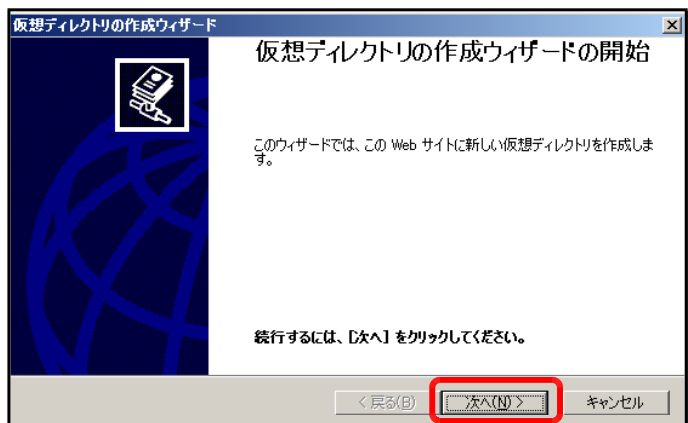 仮想ディレクトリの作成ウィザード
仮想ディレクトリの作成ウィザードの開始
このウィザードでは、この Web サイトに新しい仮想ディレクトリを作成しま
す。
続行するには、[次へ] をクリックしてください。
< 戻る(B) 次へ(N) > キャンセル